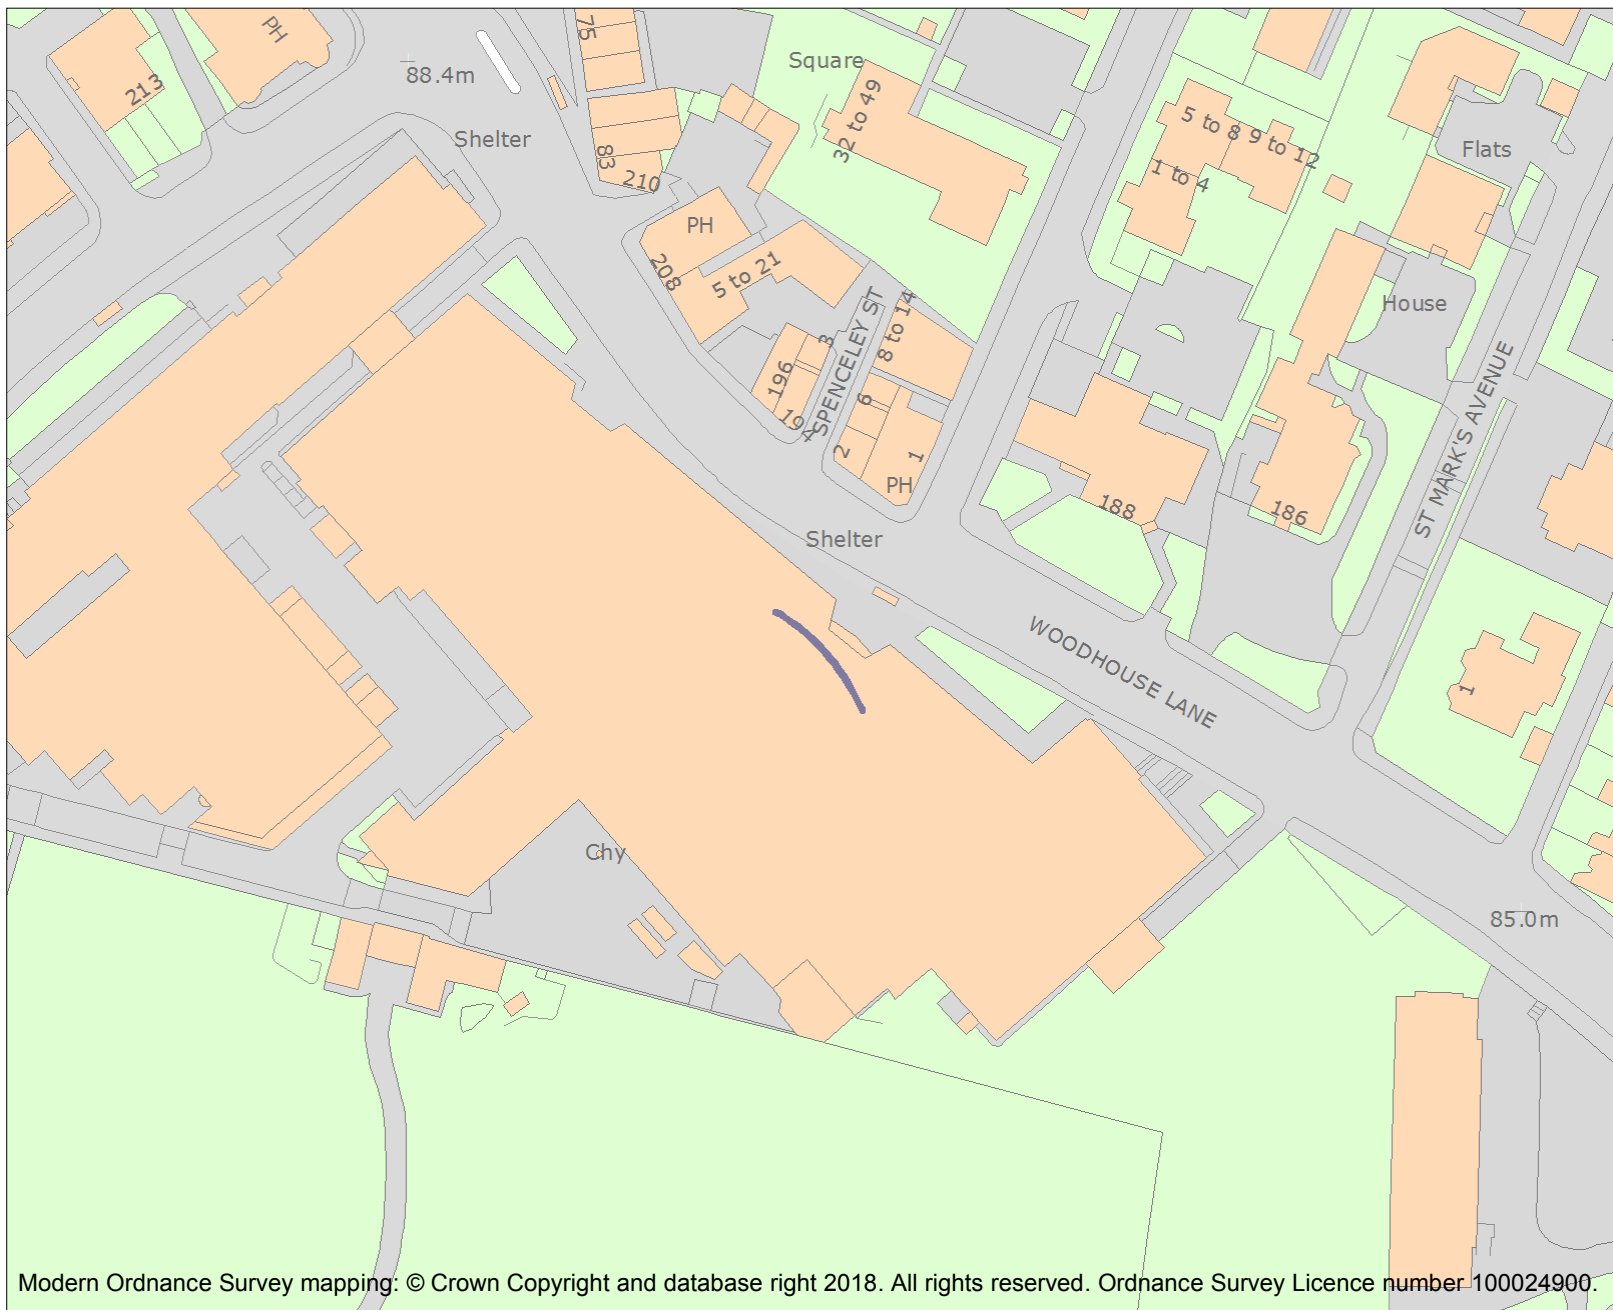 PH
75
Square
88.4m
213
32 to 49
Shelter
83
210
5 to 8 9 to 12
1 to 4
Flats
PH
208
5 to 21
SPENCELEY ST
8 to 14
3
House
196
194
6
2
1
PH
188
186
ST MARK'S AVENUE
Shelter
WOODHOUSE LANE
1
Chy
85.0m
Modern Ordnance Survey mapping: © Crown Copyright and database right 2018. All rights reserved. Ordnance Survey Licence number 100024900.